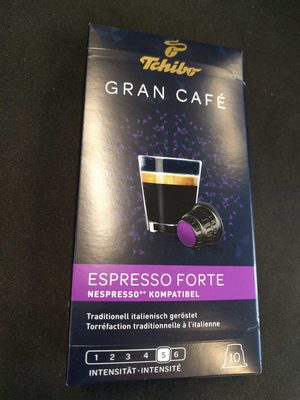 Tchibo
GRAN CAFÉ
ESPRESSO FORTE
NESPRESSO®* KOMPATIBEL
Traditionell italienisch geröstet
Torréfaction traditionnelle à l'italienne
1 2 3 4 5 6
INTENSITÄT · INTENSITÉ
10